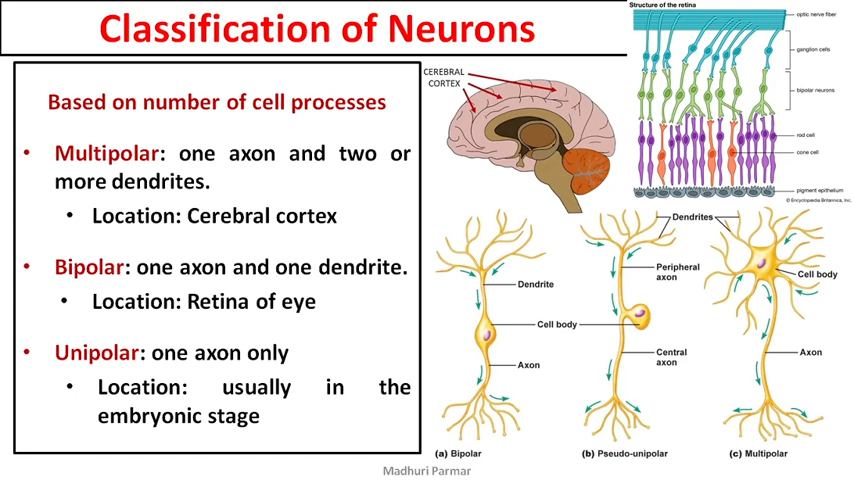 Classification of Neurons
Based on number of cell processes
• Multipolar: one axon and two or
more dendrites.
• Location: Cerebral cortex
• Bipolar: one axon and one dendrite.
• Location: Retina of eye
• Unipolar: one axon only
• Location: usually in the
embryonic stage
CEREBRAL
CORTEX
Structure of the retina
optic nerve fiber
ganglion cells
bipolar neurons
rod cell
cone cell
pigment epithelium
© Encyclopædia Britannica, Inc.
Dendrites
Dendrite
Peripheral
axon
Cell body
Cell body
Axon
Central
axon
Axon
(a) Bipolar
(b) Pseudo-unipolar
(c) Multipolar
Madhuri Parmar